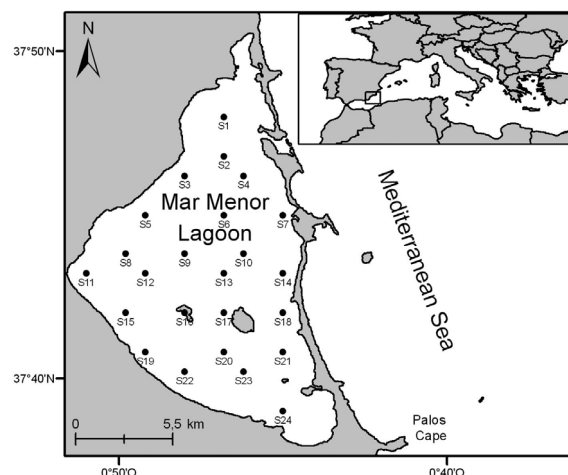 37°50'
N
S1
S2
S3
S4
Mar Menor
S5
S6
S7
Lagoon
S8
S9
S10
S11
S12
S13
S14
S15
S16
S17
S18
S19
S20
S21
S22
S23
S24
Mediterranean Sea
37°40'
0
5,5 km
Palos
Cape
0°50'
0°40'